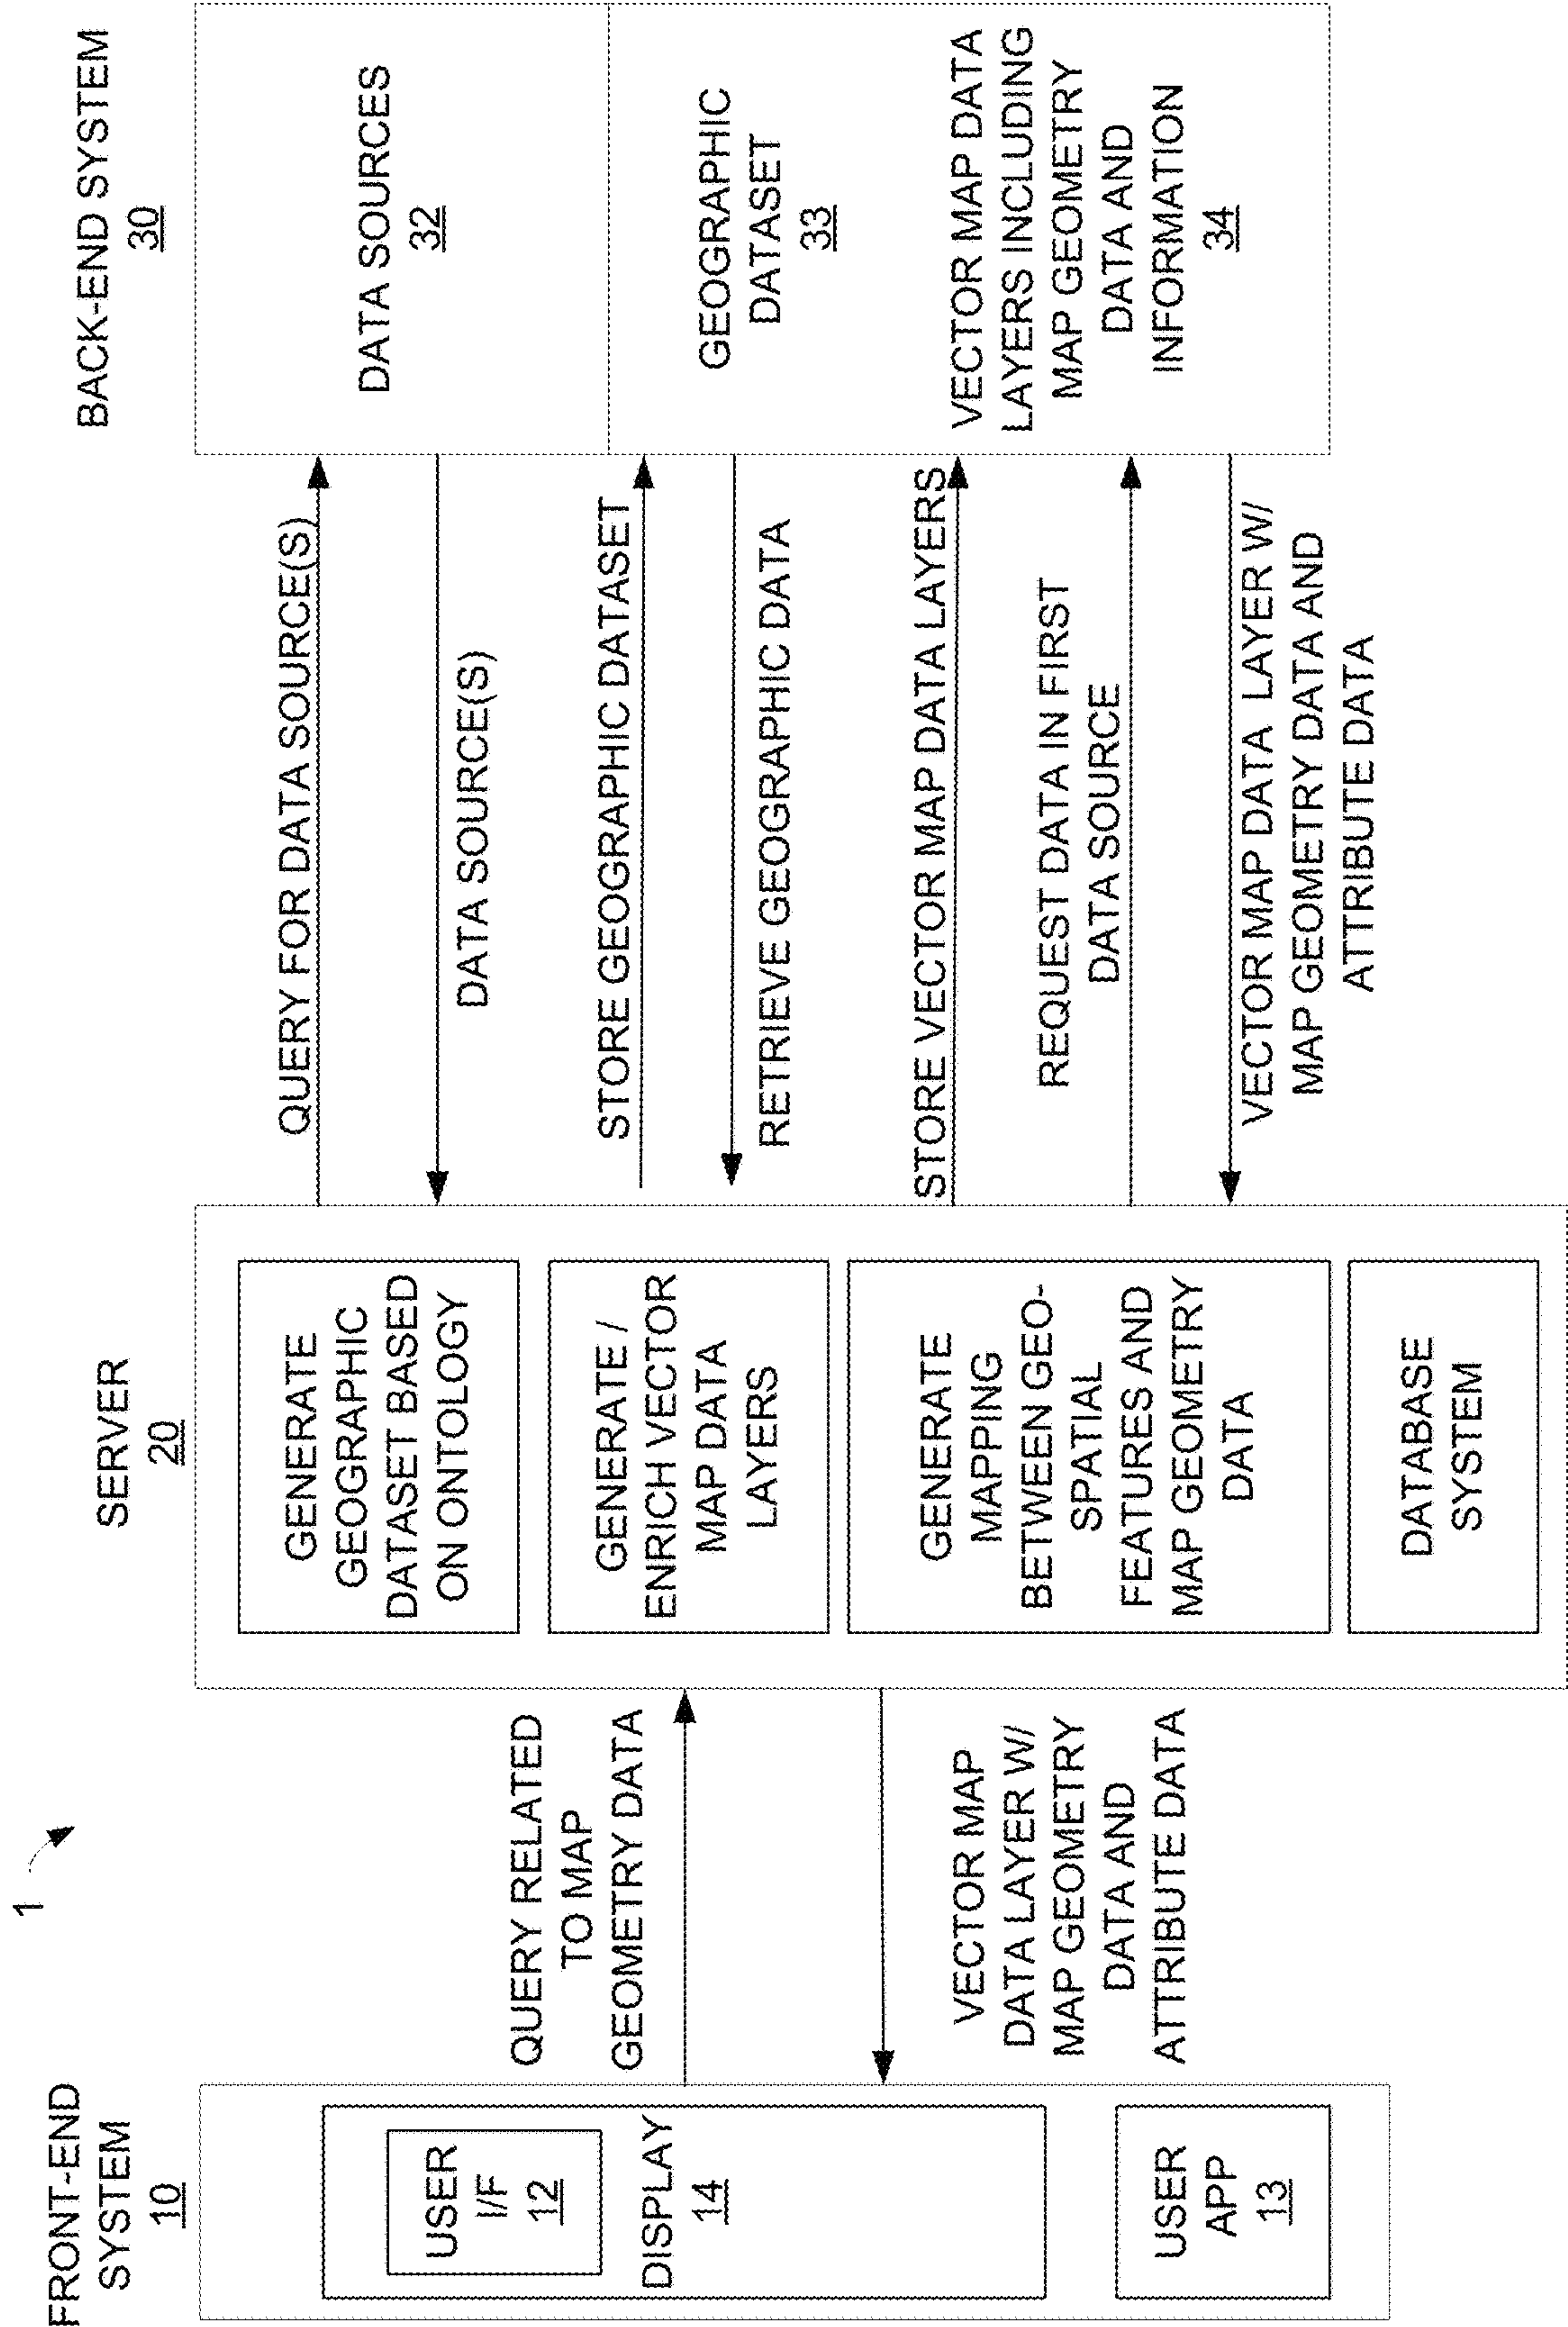 1
FRONT-END
SYSTEM
10
USER
I/F
12
DISPLAY
14
USER
APP
13
QUERY RELATED
TO MAP
GEOMETRY DATA
VECTOR MAP
DATA LAYER W/
MAP GEOMETRY
DATA AND
ATTRIBUTE DATA
SERVER
20
GENERATE
GEOGRAPHIC
DATASET BASED
ON ONTOLOGY
GENERATE /
ENRICH VECTOR
MAP DATA
LAYERS
GENERATE
MAPPING
BETWEEN GEO-
SPATIAL
FEATURES AND
MAP GEOMETRY
DATA
DATABASE
SYSTEM
QUERY FOR DATA SOURCE(S)
DATA SOURCE(S)
STORE GEOGRAPHIC DATASET
RETRIEVE GEOGRAPHIC DATA
STORE VECTOR MAP DATA LAYERS
REQUEST DATA IN FIRST
DATA SOURCE
VECTOR MAP DATA LAYER W/
MAP GEOMETRY DATA AND
ATTRIBUTE DATA
BACK-END SYSTEM
30
DATA SOURCES
32
GEOGRAPHIC
DATASET
33
VECTOR MAP DATA
LAYERS INCLUDING
MAP GEOMETRY
DATA AND
INFORMATION
34